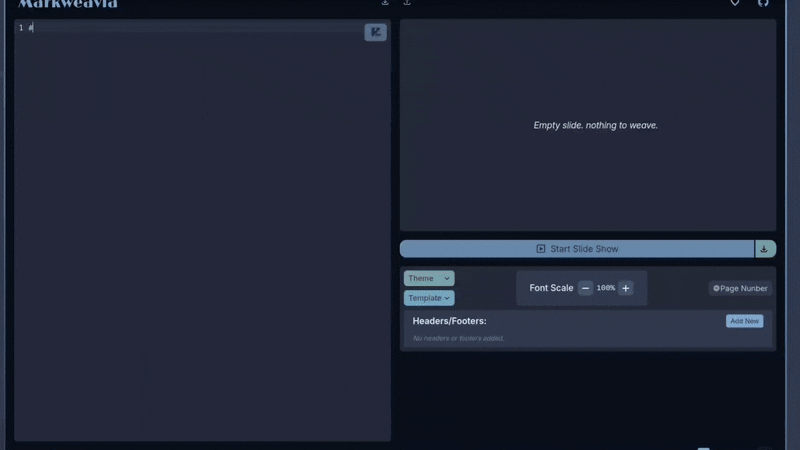 Markweavia
1 #
Empty slide. nothing to weave.
Start Slide Show
Theme
Font Scale 100%
Page Number
Template
Headers/Footers:
Add New
No headers or footers added.